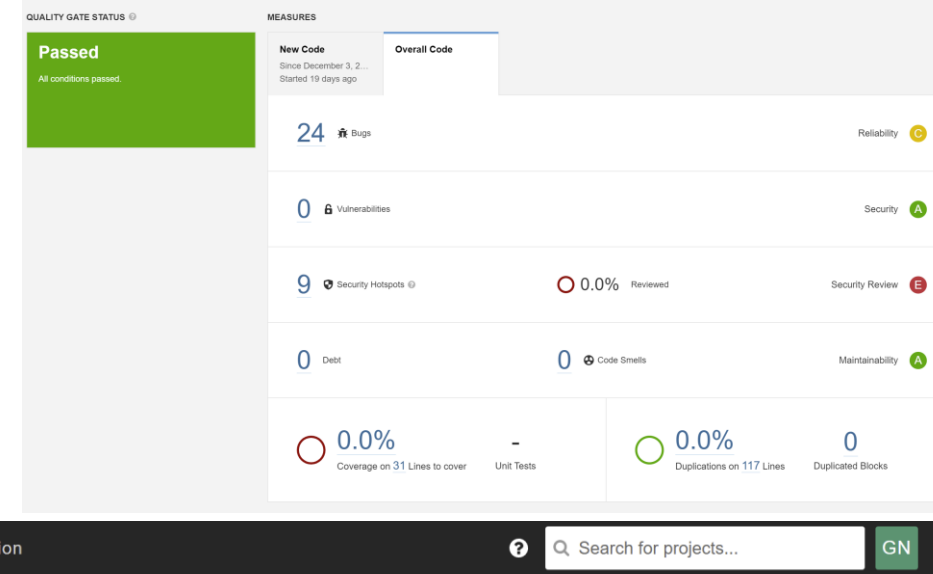 QUALITY GATE STATUS
MEASURES
Passed
All conditions passed.
New Code
Since December 3, 2...
Started 19 days ago
Overall Code
24 Bugs
Reliability C
0 Vulnerabilities
Security A
9 Security Hotspots
0.0% Reviewed
Security Review E
0 Debt
0 Code Smells
Maintainability A
0.0%
Coverage on 31 Lines to cover
-
Unit Tests
0.0%
Duplications on 117 Lines
0
Duplicated Blocks
ion
? Search for projects... GN